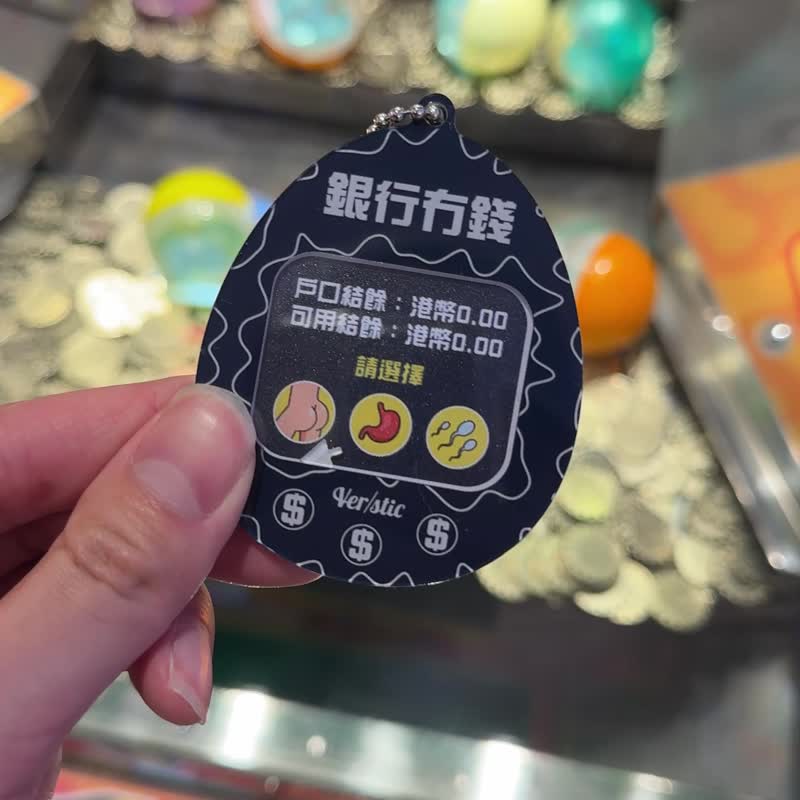 銀行冇錢
戶口結餘：港幣0.00
可用結餘：港幣0.00
請選擇
Ver/stic
$ $ $